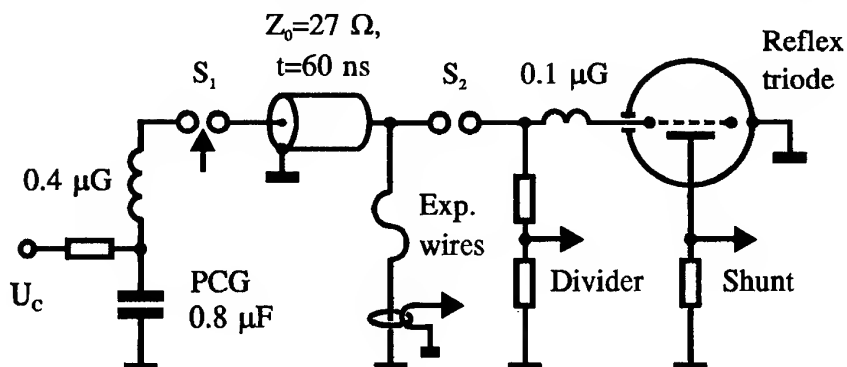 Z₀=27 Ω,
t=60 ns
S₁
S₂
0.1 μG
Reflex
triode
0.4 μG
U꜀
PCG
0.8 μF
Exp.
wires
Divider
Shunt